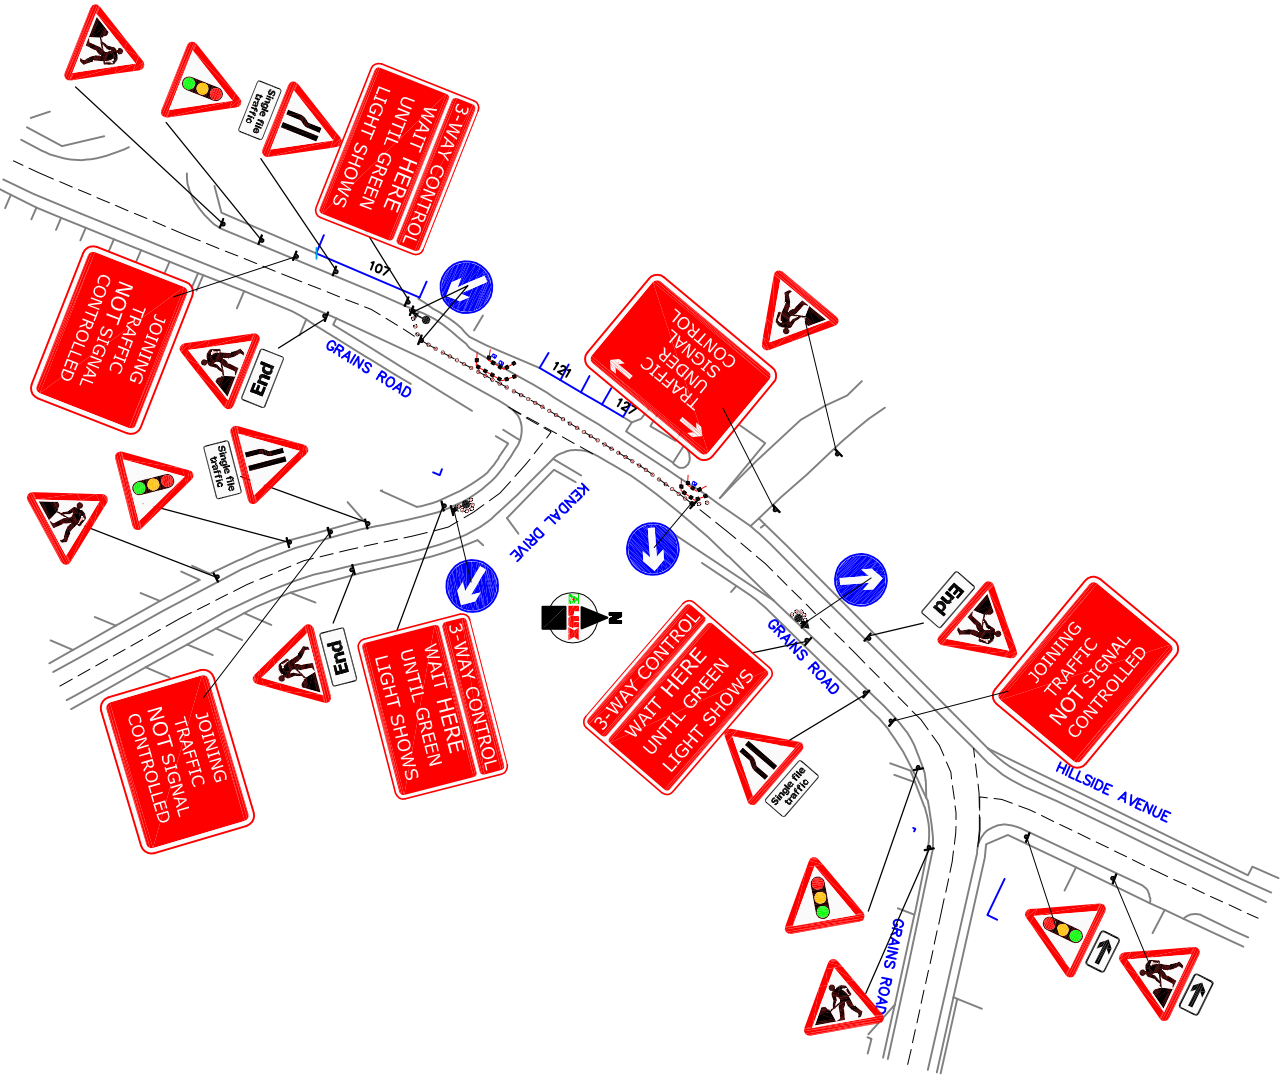 Single file
traffic
3-WAY CONTROL
WAIT HERE
UNTIL GREEN
LIGHT SHOWS
107
JOINING
TRAFFIC
NOT SIGNAL
CONTROLLED
End
GRAINS ROAD
121
127
TRAFFIC
UNDER
SIGNAL
CONTROL
Single file
traffic
KENDAL DRIVE
End
3-WAY CONTROL
WAIT HERE
UNTIL GREEN
LIGHT SHOWS
JOINING
TRAFFIC
NOT SIGNAL
CONTROLLED
N
End
JOINING
TRAFFIC
NOT SIGNAL
CONTROLLED
GRAINS ROAD
3-WAY CONTROL
WAIT HERE
UNTIL GREEN
LIGHT SHOWS
Single file
traffic
HILLSIDE AVENUE
GRAINS ROAD